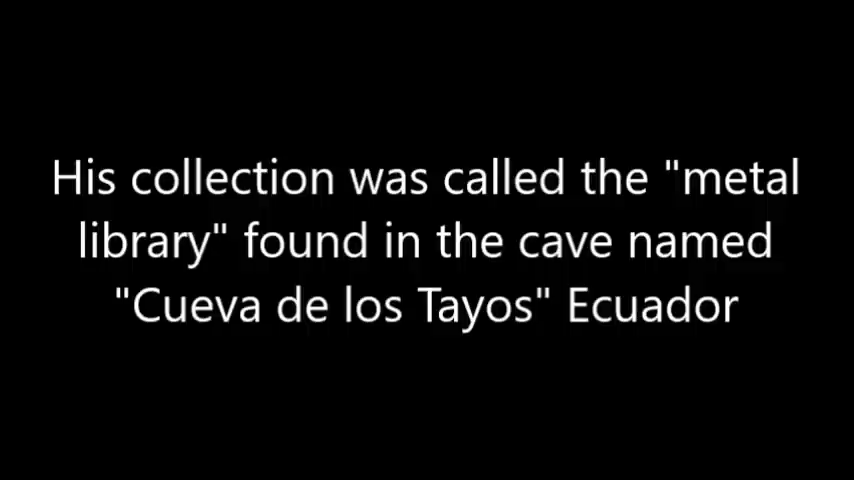 His collection was called the "metal
library" found in the cave named
"Cueva de los Tayos" Ecuador